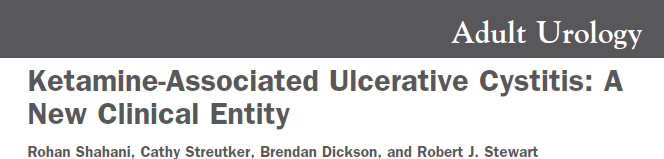 Adult Urology
Ketamine-Associated Ulcerative Cystitis: A
New Clinical Entity
Rohan Shahani, Cathy Streutker, Brendan Dickson, and Robert J. Stewart